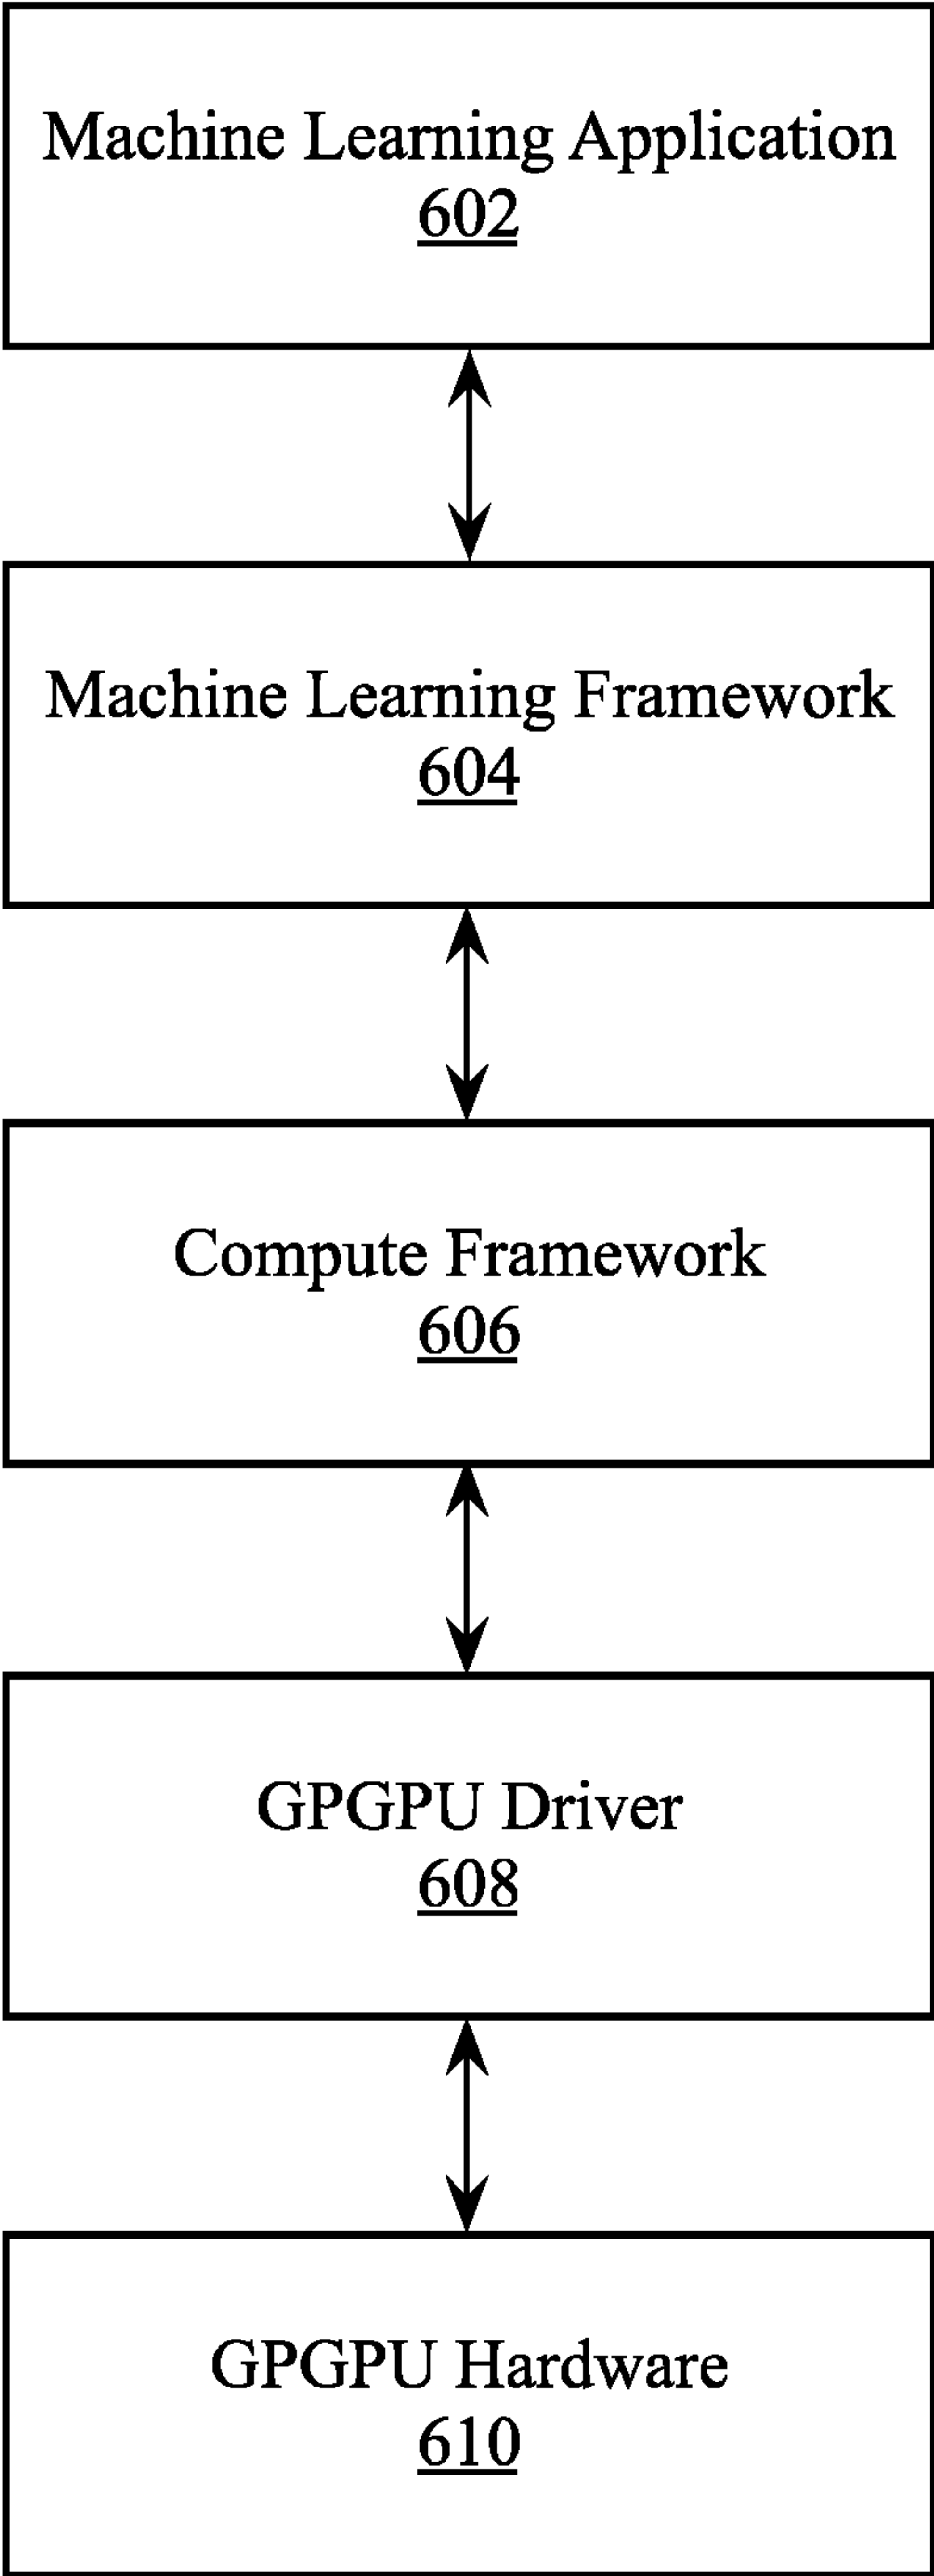 Machine Learning Application
602
Machine Learning Framework
604
Compute Framework
606
GPGPU Driver
608
GPGPU Hardware
610